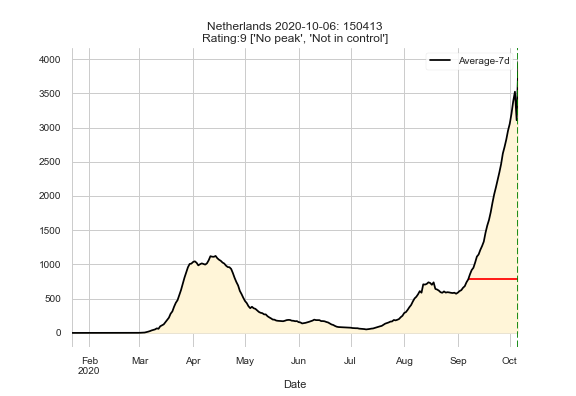 Netherlands 2020-10-06: 150413
Rating:9 ['No peak', 'Not in control']
Average-7d
4000
3500
3000
2500
2000
1500
1000
500
0
Feb
2020
Mar
Apr
May
Jun
Jul
Aug
Sep
Oct
Date